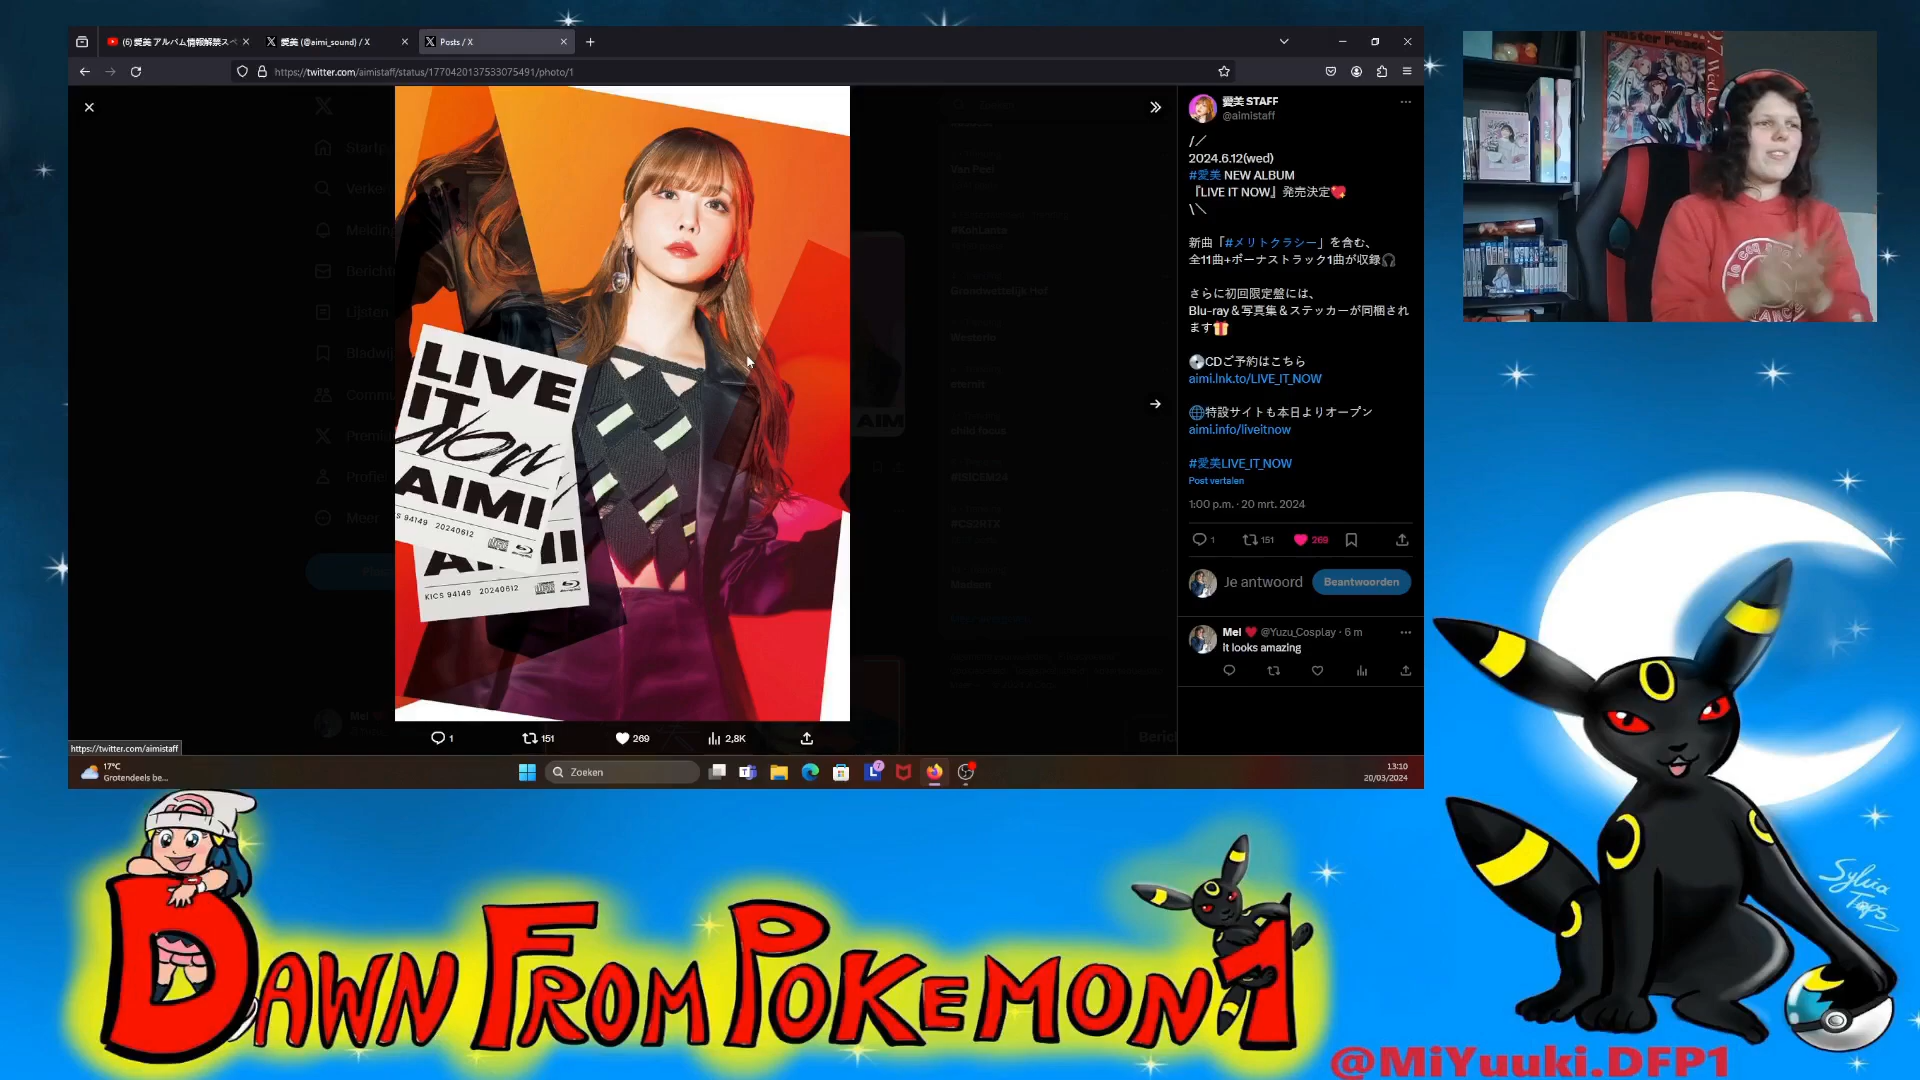 (6) 愛美 アルバム情報解禁スペ
愛美 (@aimi_sound) / X
Posts / X
https://twitter.com/aimistaff/status/1770420137533075491/photo/1
LIVE
IT
NOW
AIMI
KICS 94149 20240612
愛美 STAFF
@aimistaff
/／
2024.6.12(wed)
#愛美 NEW ALBUM
『LIVE IT NOW』発売決定💖
\＼
新曲「#メリトクラシー」を含む、
全11曲+ボーナストラック1曲が収録🎧
さらに初回限定盤には、
Blu-ray＆写真集＆ステッカーが同梱され
ます🎁
💿CDご予約はこちら
aimi.lnk.to/LIVE_IT_NOW
🌐特設サイトも本日よりオープン
aimi.info/liveitnow
#愛美LIVE_IT_NOW
Post vertalen
1:00 p.m. · 20 mrt. 2024
1 151 269
Je antwoord Beantwoorden
Mel ❤️ @Yuzu_Cosplay · 6 m
It looks amazing
1 151 269 2,8K
https://twitter.com/aimistaff
17°C
Grotendeels be...
Zoeken
13:10
20/03/2024
Master Peace
DAWN FROM POKEMON 1
Sylvia
Taps
@MiYuuki.DFP1